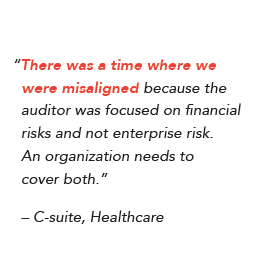 “There was a time where we
were misaligned because the
auditor was focused on financial
risks and not enterprise risk.
An organization needs to
cover both.”
– C-suite, Healthcare